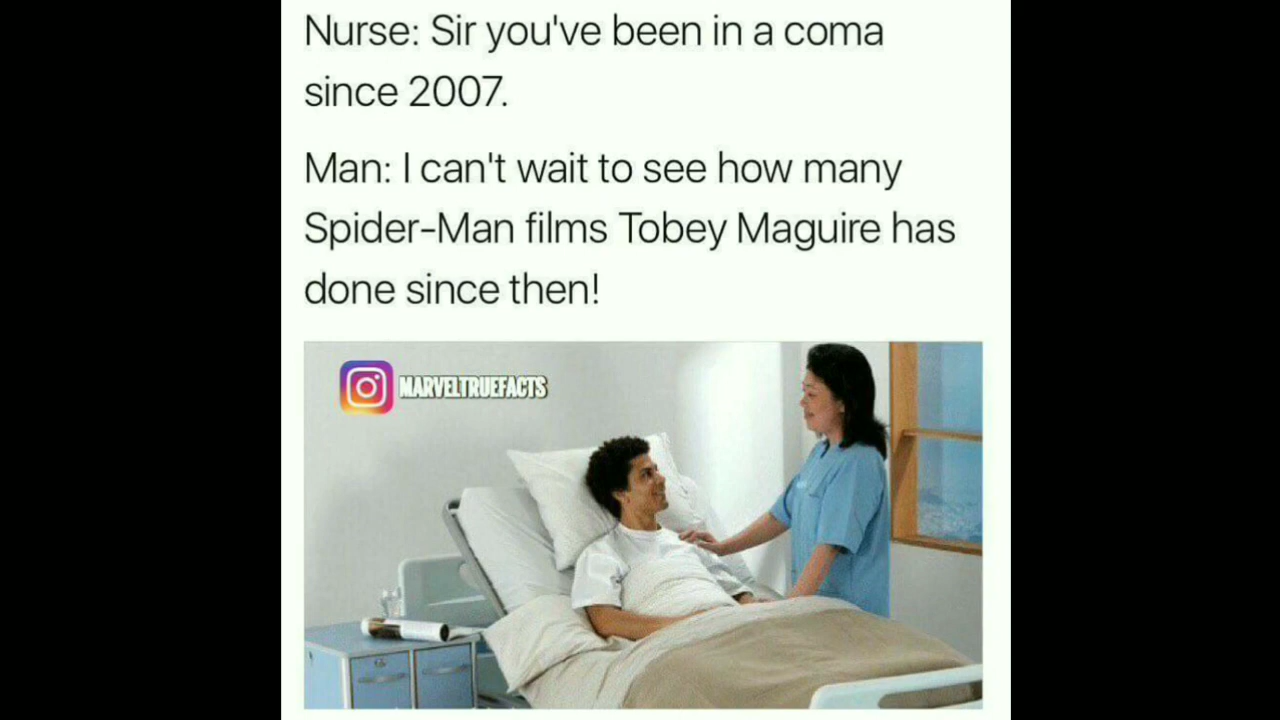 Nurse: Sir you've been in a coma
since 2007.
Man: I can't wait to see how many
Spider-Man films Tobey Maguire has
done since then!
MARVELTRUEFACTS